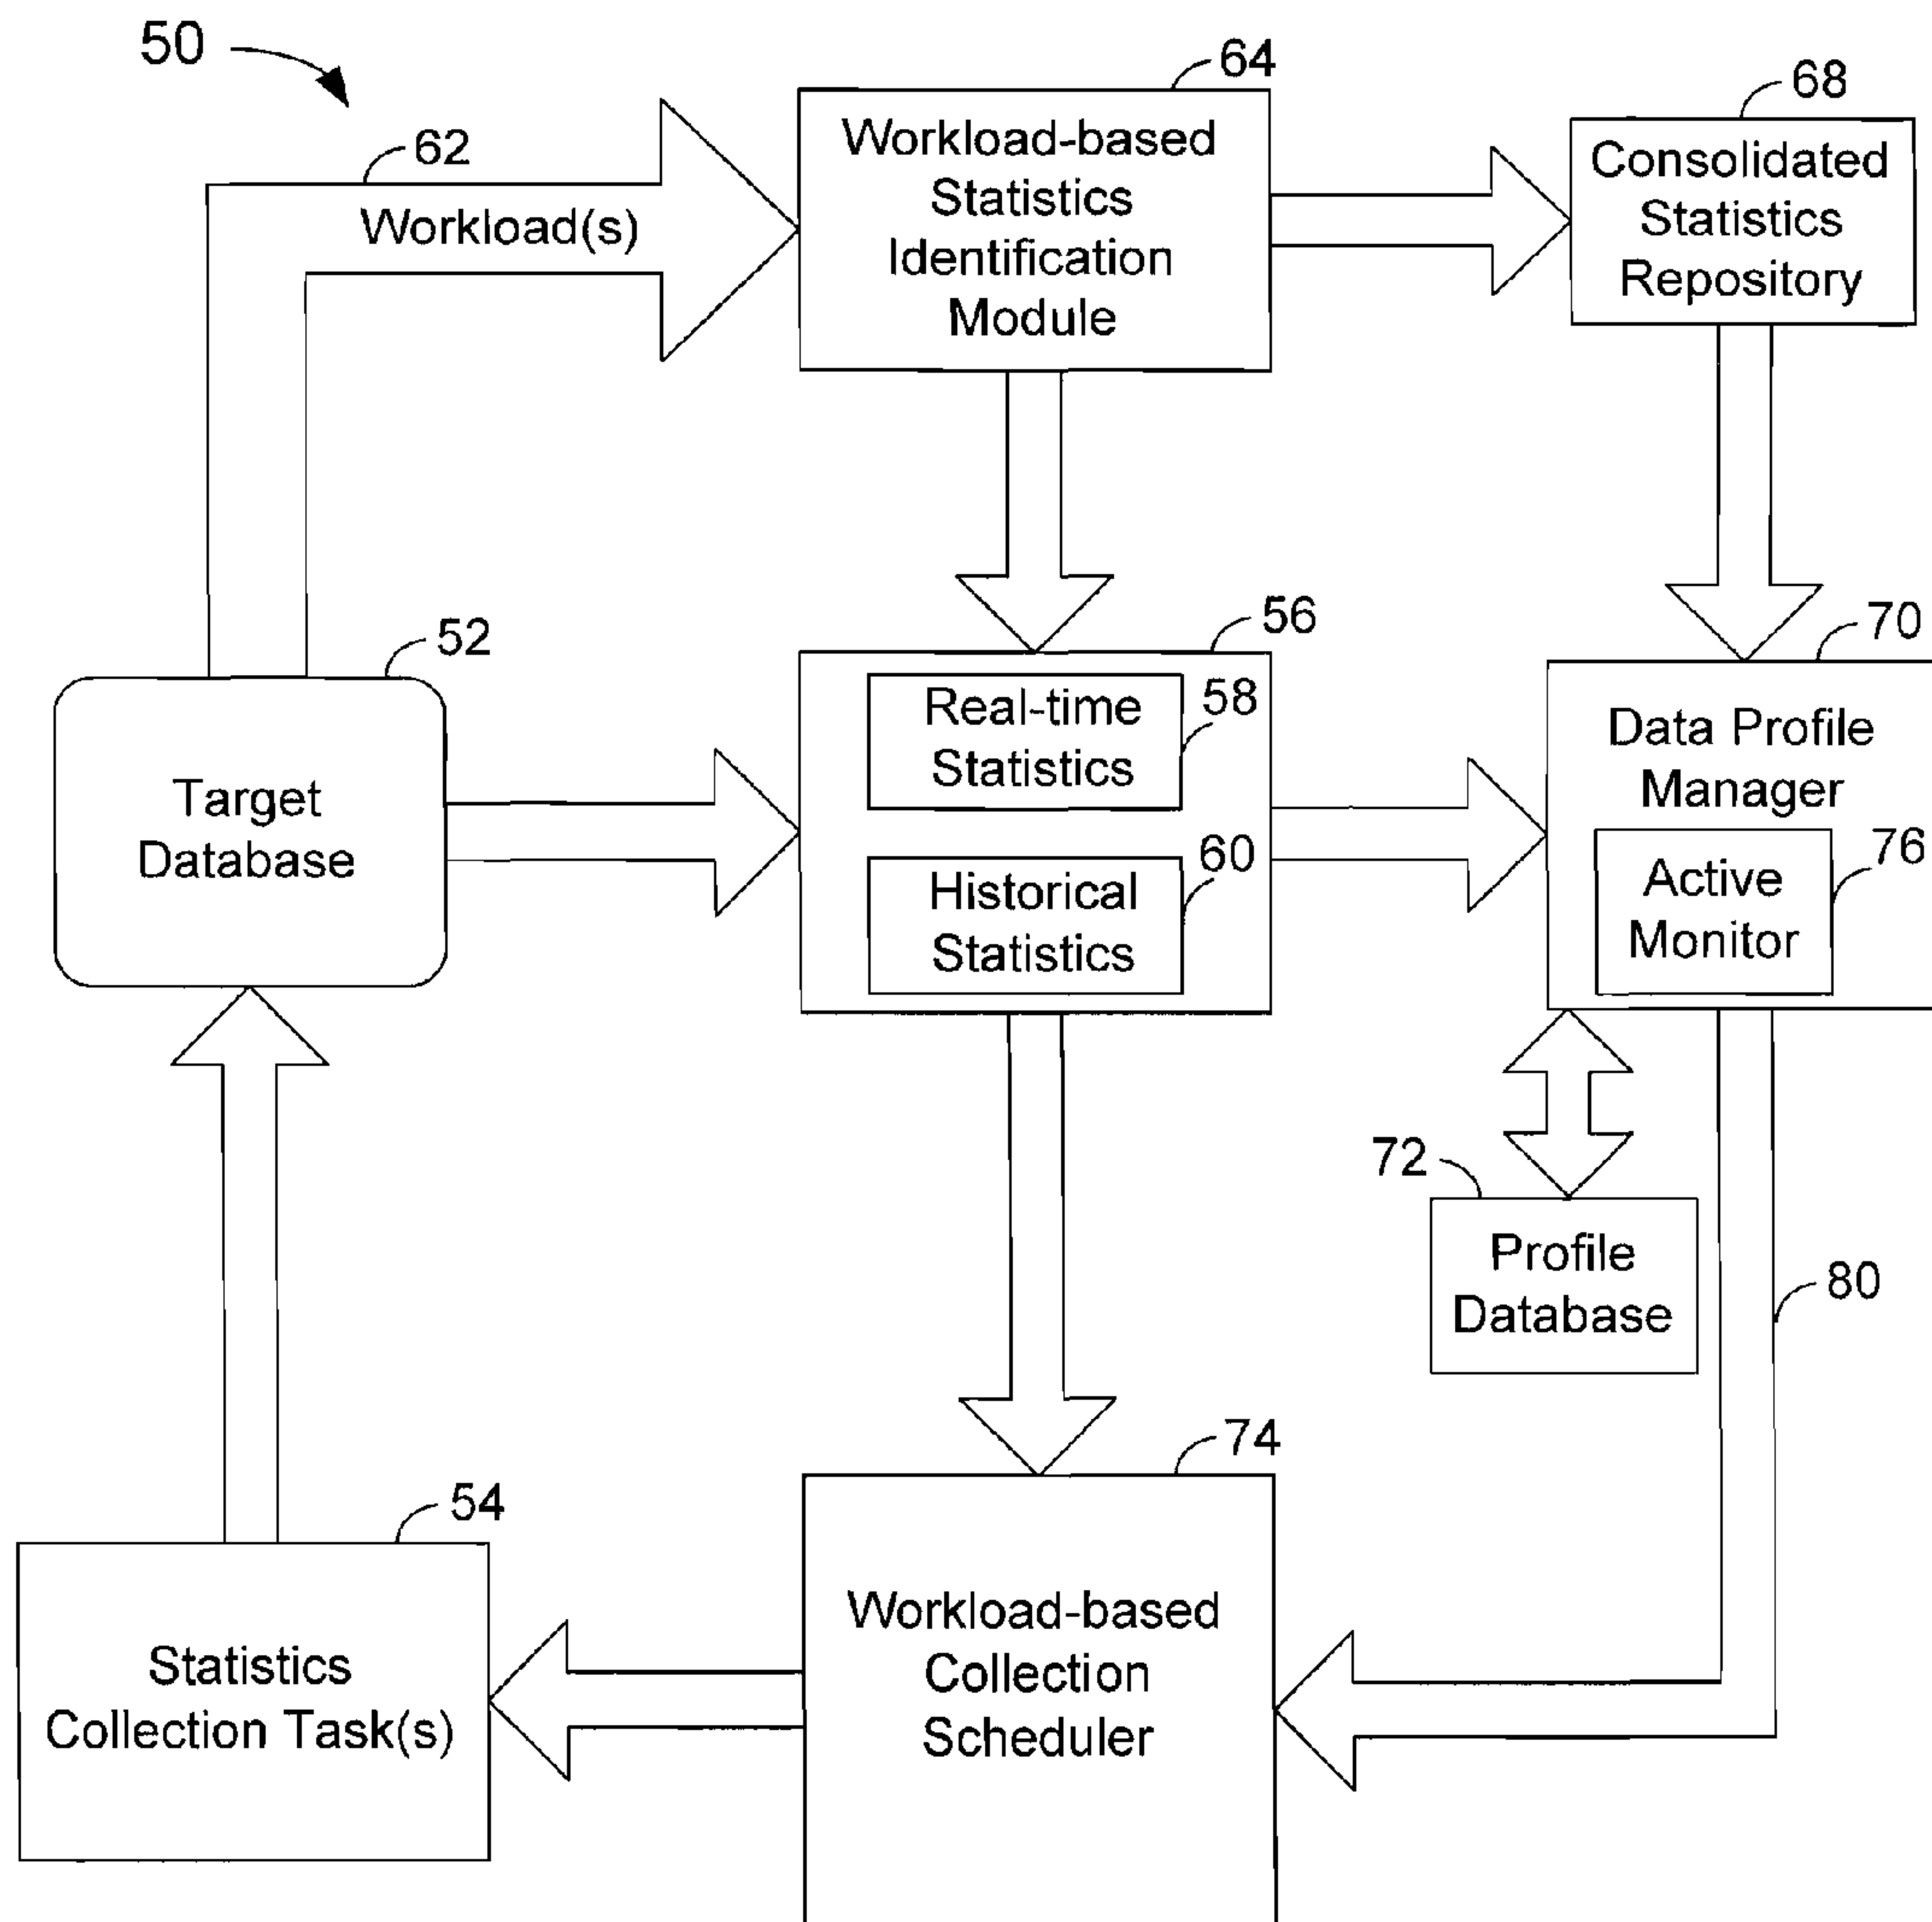 50
64
68
62
Workload-based
Statistics
Identification
Module
Consolidated
Statistics
Repository
Workload(s)
52
56
70
Target
Database
Real-time
Statistics
58
Historical
Statistics
60
Data Profile
Manager
Active
Monitor
76
72
Profile
Database
80
74
54
Statistics
Collection Task(s)
Workload-based
Collection
Scheduler